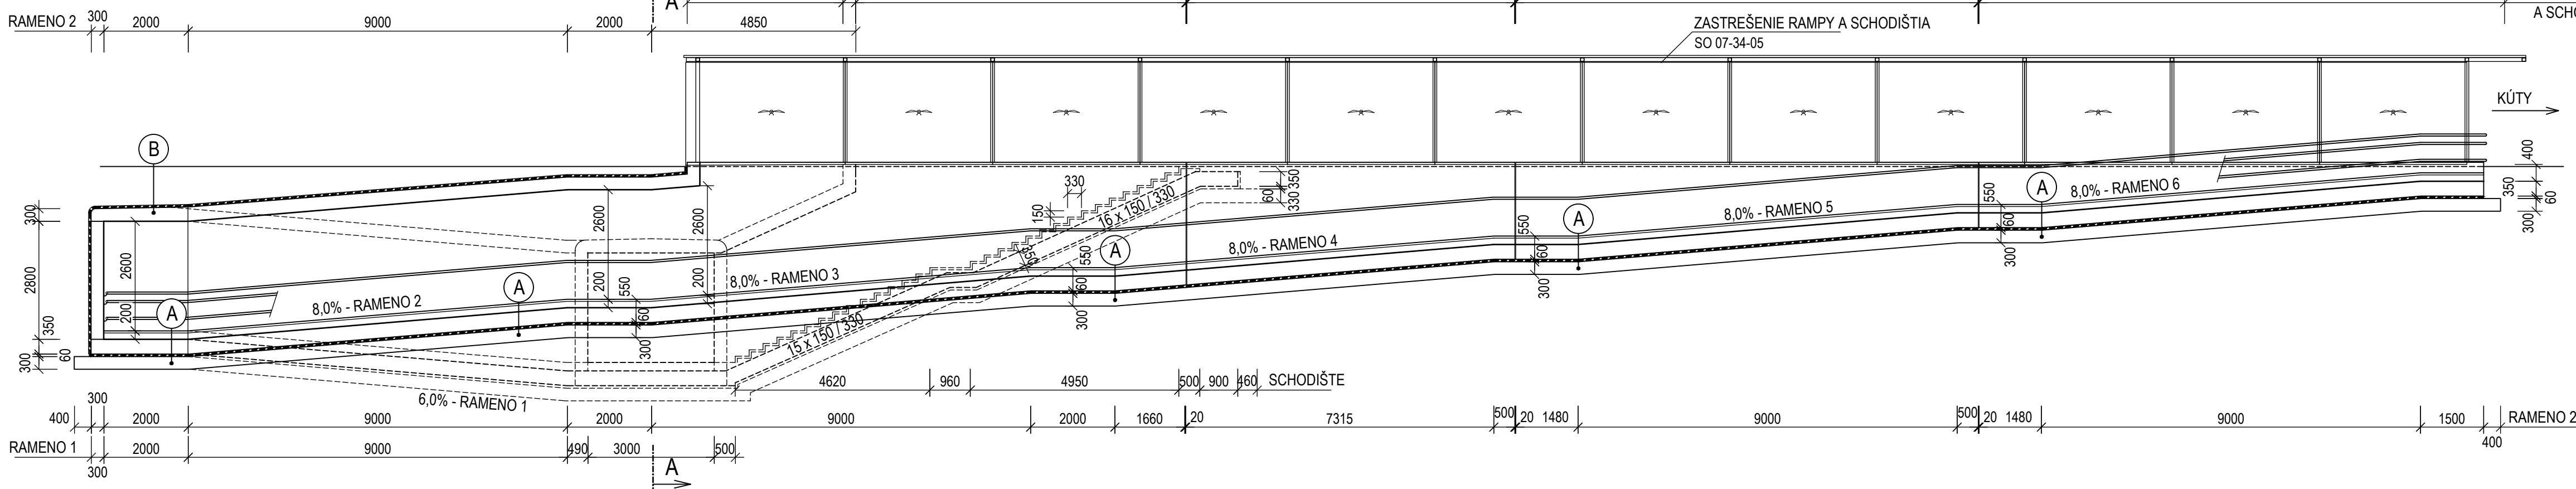 A
A SCHO
RAMENO 2 300 2000 9000 2000 4850
ZASTREŠENIE RAMPY A SCHODIŠTIA
SO 07-34-05
KÚTY
B
300
2800
350
60
300
2600
200
A
8,0% - RAMENO 2
A
2600
200
550
60
300
2600
200
8,0% - RAMENO 3
330
150
16 x 150 / 330
15 x 150 / 330
350
350
60
330
550
60
300
A
8,0% - RAMENO 4
550
60
300
A
8,0% - RAMENO 5
550
60
300
A
8,0% - RAMENO 6
400
350
60
300
6,0% - RAMENO 1
4620 960 4950 500 900 460 SCHODIŠTE
400 300 2000 9000 2000 9000 2000 1660 20 7315 500 20 1480 9000 500 20 1480 9000 1500 400 RAMENO 2
RAMENO 1 300 2000 9000 490 3000 500
A